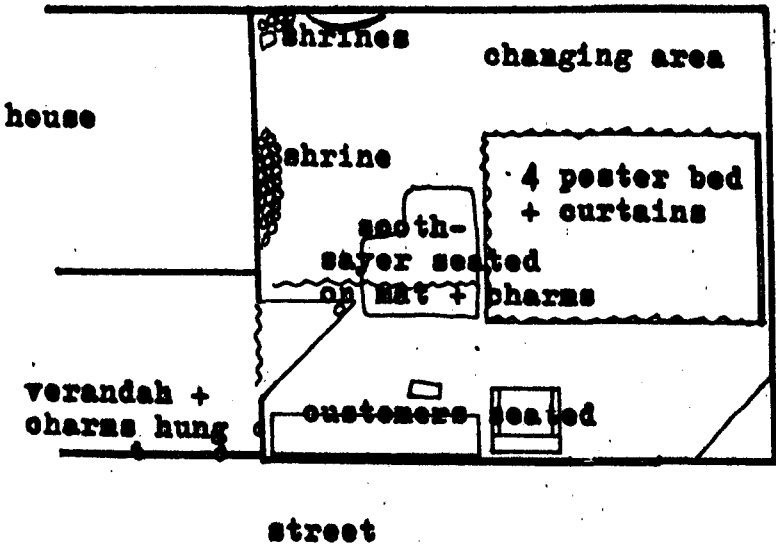 shrines
changing area
house
shrine
4 poster bed
+ curtains
sooth-
sayer seated
on mat + charms
verandah +
charms hung
customers seated
street